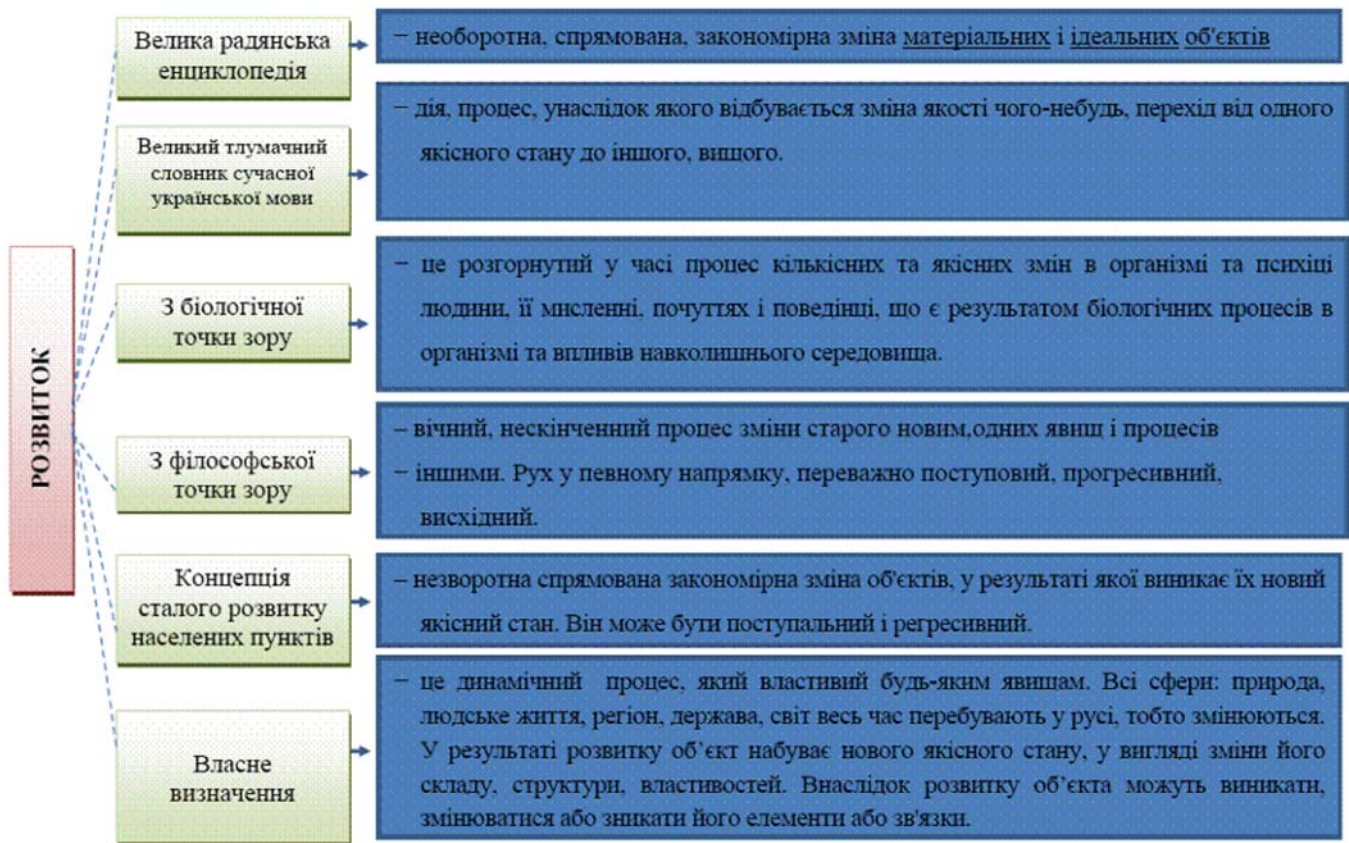 РОЗВИТОК
Велика радянська
енциклопедія
– необоротна, спрямована, закономірна зміна матеріальних і ідеальних об'єктів
Великий тлумачний
словник сучасної
української мови
– дія, процес, унаслідок якого відбувається зміна якості чого-небудь, перехід від одного
якісного стану до іншого, вищого.
З біологічної
точки зору
– це розгорнутий у часі процес кількісних та якісних змін в організмі та психіці
людини, її мисленні, почуттях і поведінці, що є результатом біологічних процесів в
організмі та впливів навколишнього середовища.
З філософської
точки зору
– вічний, нескінченний процес зміни старого новим,одних явищ і процесів
– іншими. Рух у певному напрямку, переважно поступовий, прогресивний,
висхідний.
Концепція
сталого розвитку
населених пунктів
– незворотна спрямована закономірна зміна об'єктів, у результаті якої виникає їх новий
якісний стан. Він може бути поступальний і регресивний.
Власне
визначення
– це динамічний процес, який властивий будь-яким явищам. Всі сфери: природа,
людське життя, регіон, держава, світ весь час перебувають у русі, тобто змінюються.
У результаті розвитку об’єкт набуває нового якісного стану, у вигляді зміни його
складу, структури, властивостей. Внаслідок розвитку об’єкта можуть виникати,
змінюватися або зникати його елементи або зв'язки.